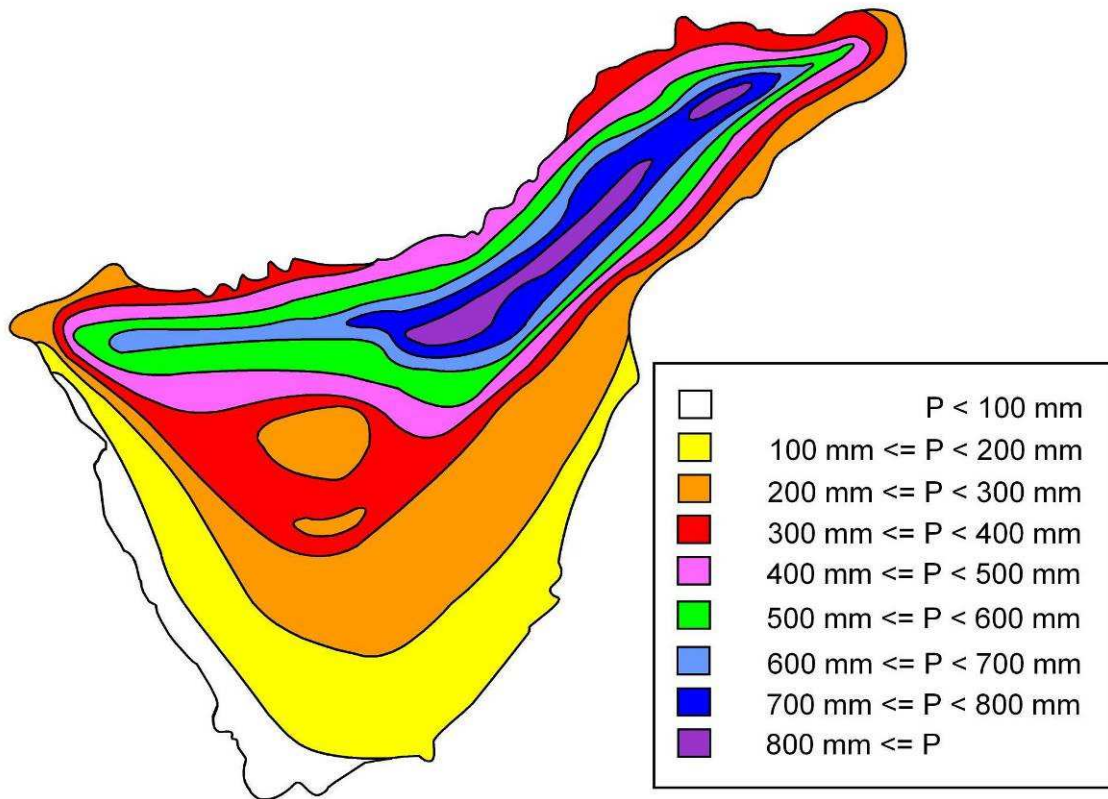 P < 100 mm
100 mm <= P < 200 mm
200 mm <= P < 300 mm
300 mm <= P < 400 mm
400 mm <= P < 500 mm
500 mm <= P < 600 mm
600 mm <= P < 700 mm
700 mm <= P < 800 mm
800 mm <= P